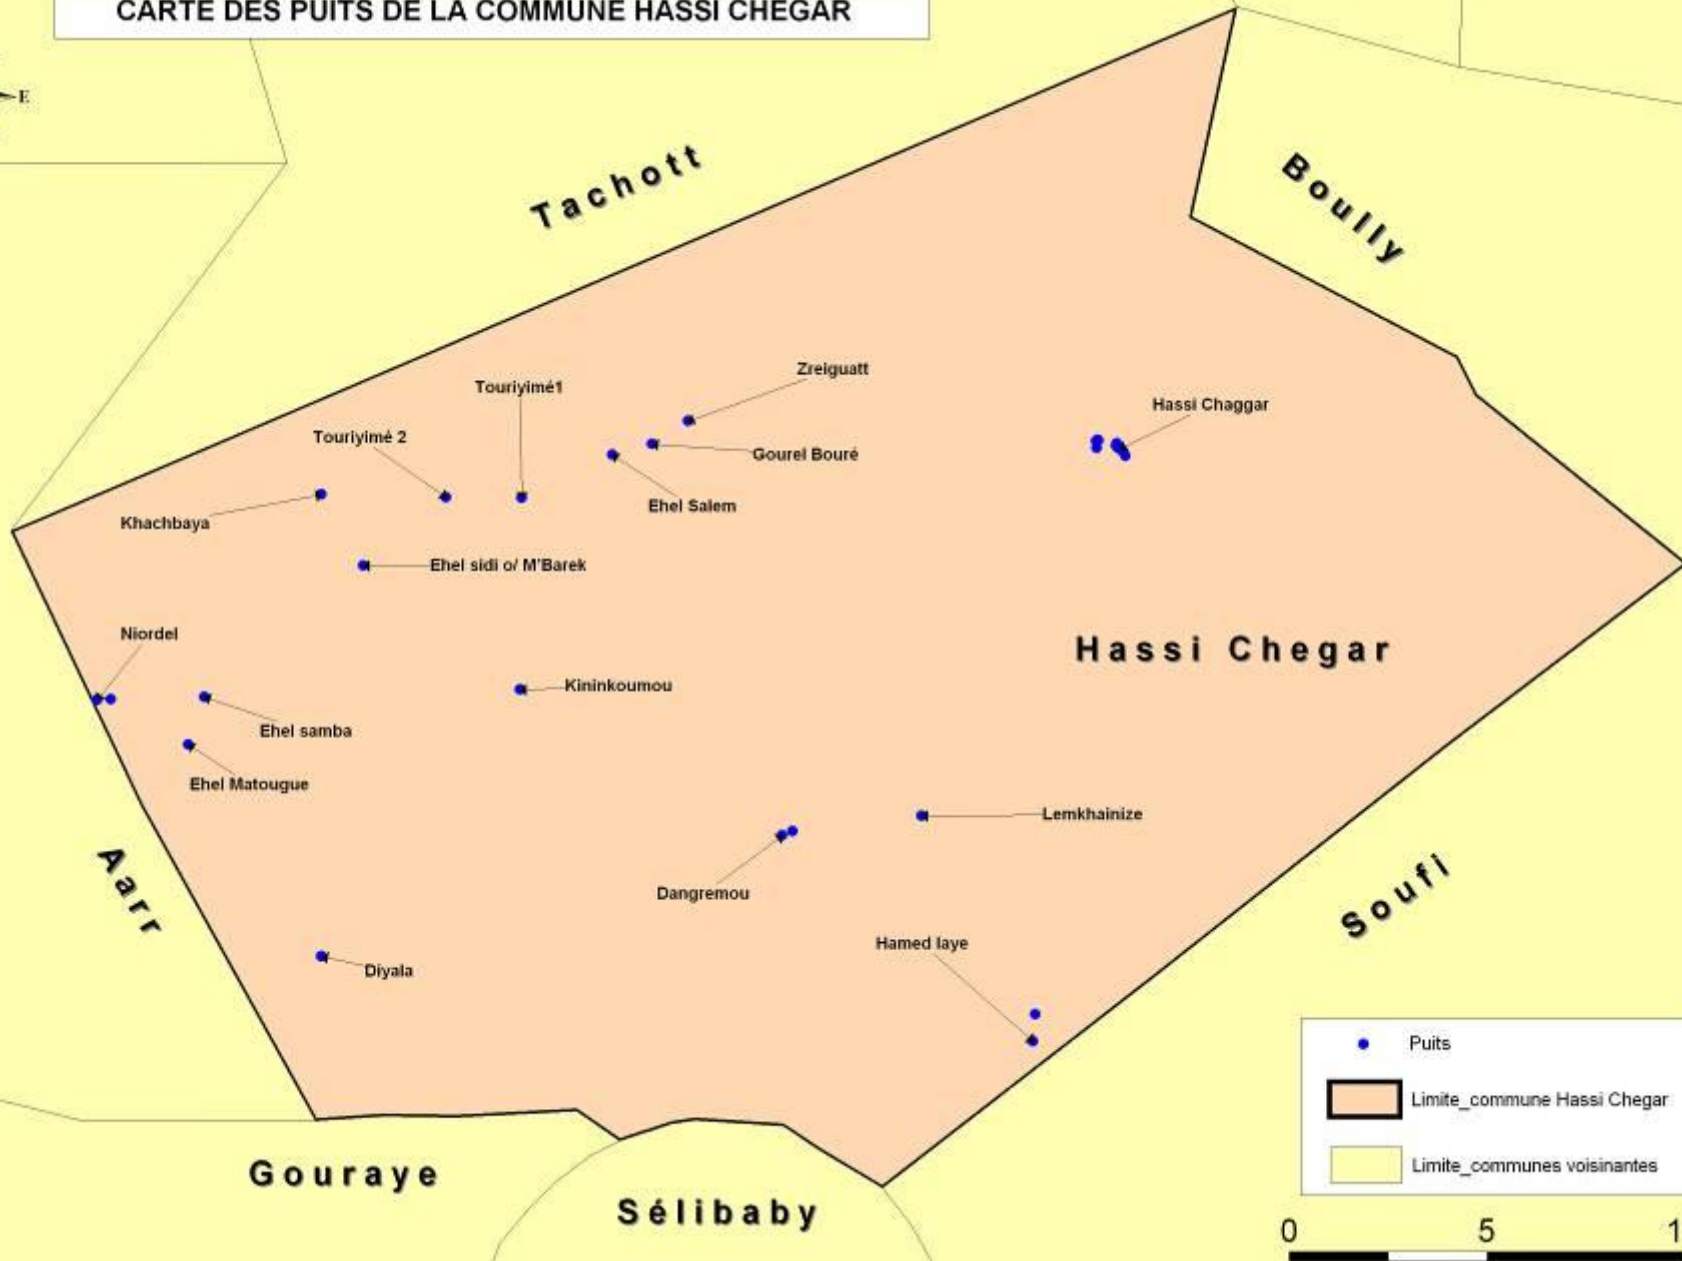 CARTE DES PUITS DE LA COMMUNE HASSI CHEGAR
E
Tachott
Boully
Zreiguatt
Touriyimé1
Hassi Chaggar
Touriyimé 2
Gourel Bouré
Ehel Salem
Khachbaya
Ehel sidi o/ M'Barek
Niordel
Hassi Chegar
Kininkoumou
Ehel samba
Ehel Matougue
Lemkhainize
Aarr
Dangremou
Soufi
Hamed laye
Diyala
Puits
Limite_commune Hassi Chegar
Limite_communes voisinantes
Gouraye
Sélibaby
0 5 1